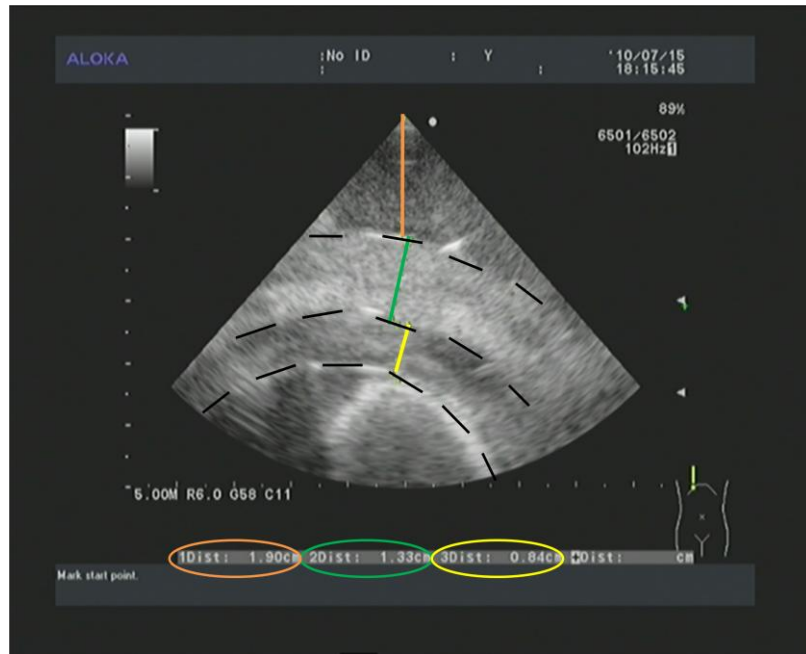 ALOKA :No ID : Y '10/07/15
: : 18:15:45
89%
6501/6502
102Hz1
5.00M R6.0 G58 C11
1Dist: 1.90cm 2Dist: 1.33cm 3Dist: 0.84cm +Dist: cm
Mark start point.